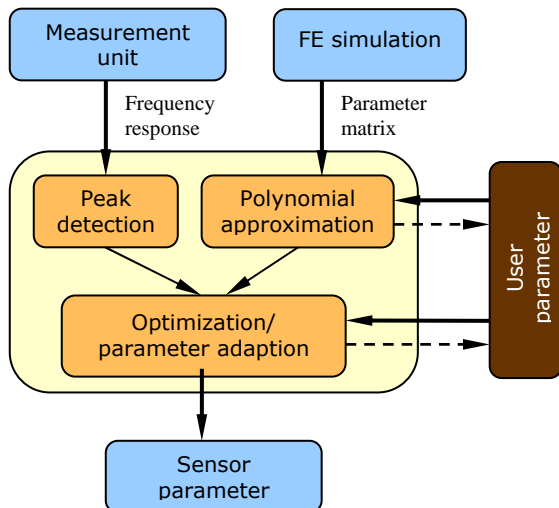 Measurement
unit
FE simulation
Frequency
response
Parameter
matrix
Peak
detection
Polynomial
approximation
User
parameter
Optimization/
parameter adaption
Sensor
parameter